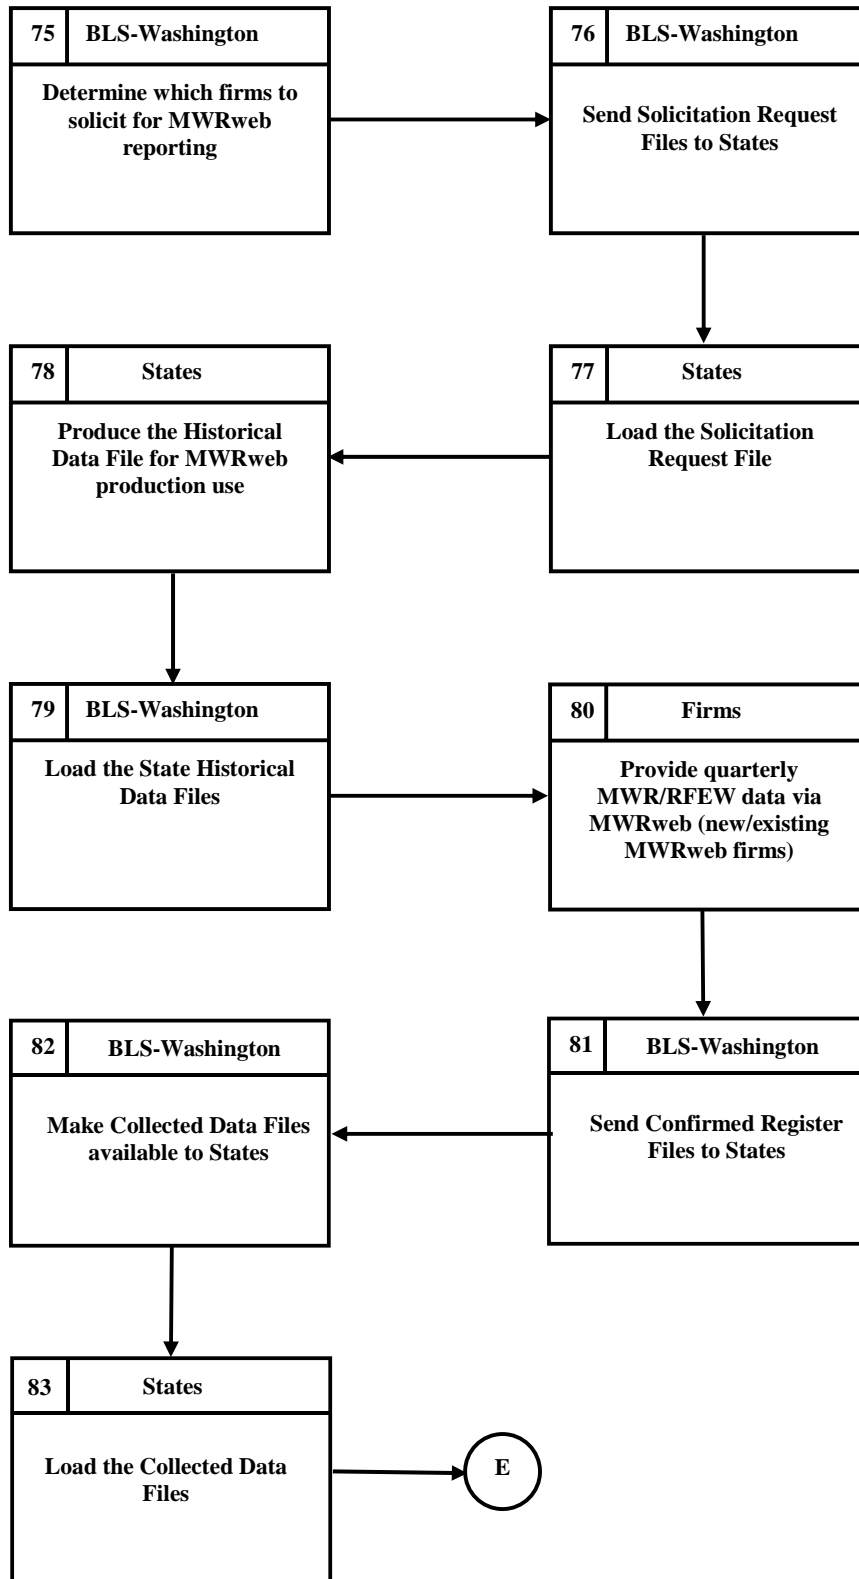 75 BLS-Washington
Determine which firms to
solicit for MWRweb
reporting
76 BLS-Washington
Send Solicitation Request
Files to States
78 States
Produce the Historical
Data File for MWRweb
production use
77 States
Load the Solicitation
Request File
79 BLS-Washington
Load the State Historical
Data Files
80 Firms
Provide quarterly
MWR/RFEW data via
MWRweb (new/existing
MWRweb firms)
82 BLS-Washington
Make Collected Data Files
available to States
81 BLS-Washington
Send Confirmed Register
Files to States
83 States
Load the Collected Data
Files
E